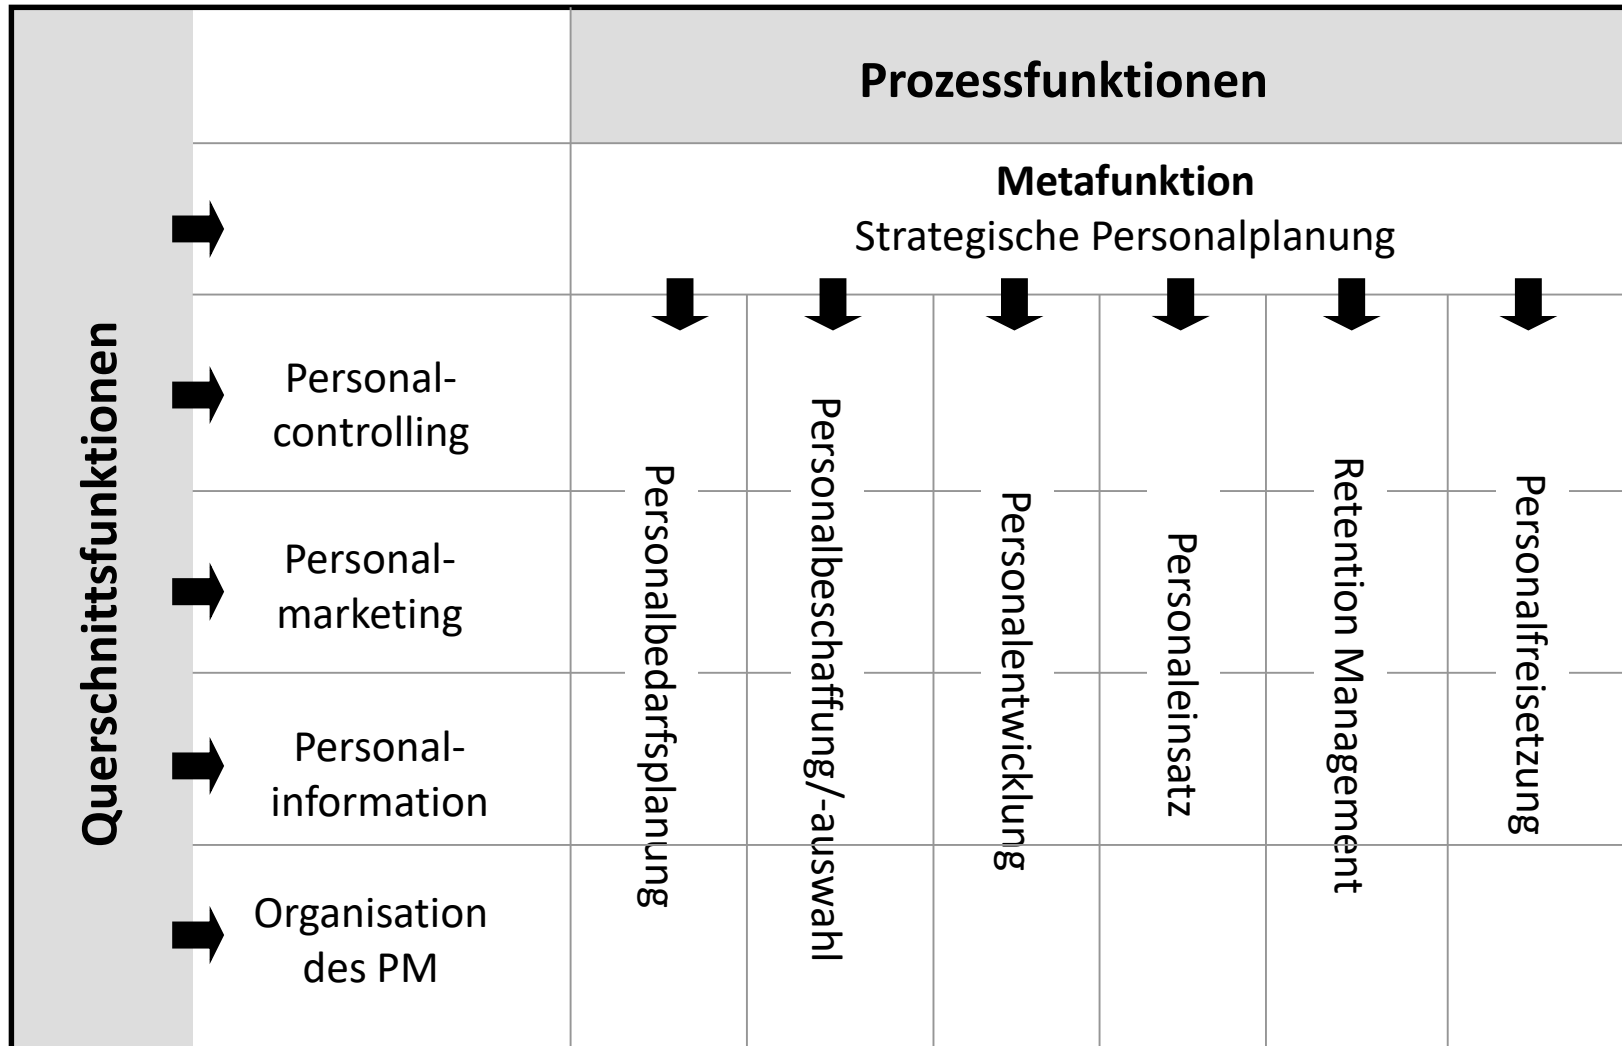 Prozessfunktionen
Metafunktion
Strategische Personalplanung
Querschnittsfunktionen
Personal-
controlling
Personal-
marketing
Personal-
information
Organisation
des PM
Personalbedarfsplanung
Personalbeschaffung/-auswahl
Personalentwicklung
Personaleinsatz
Retention Management
Personalfreisetzung